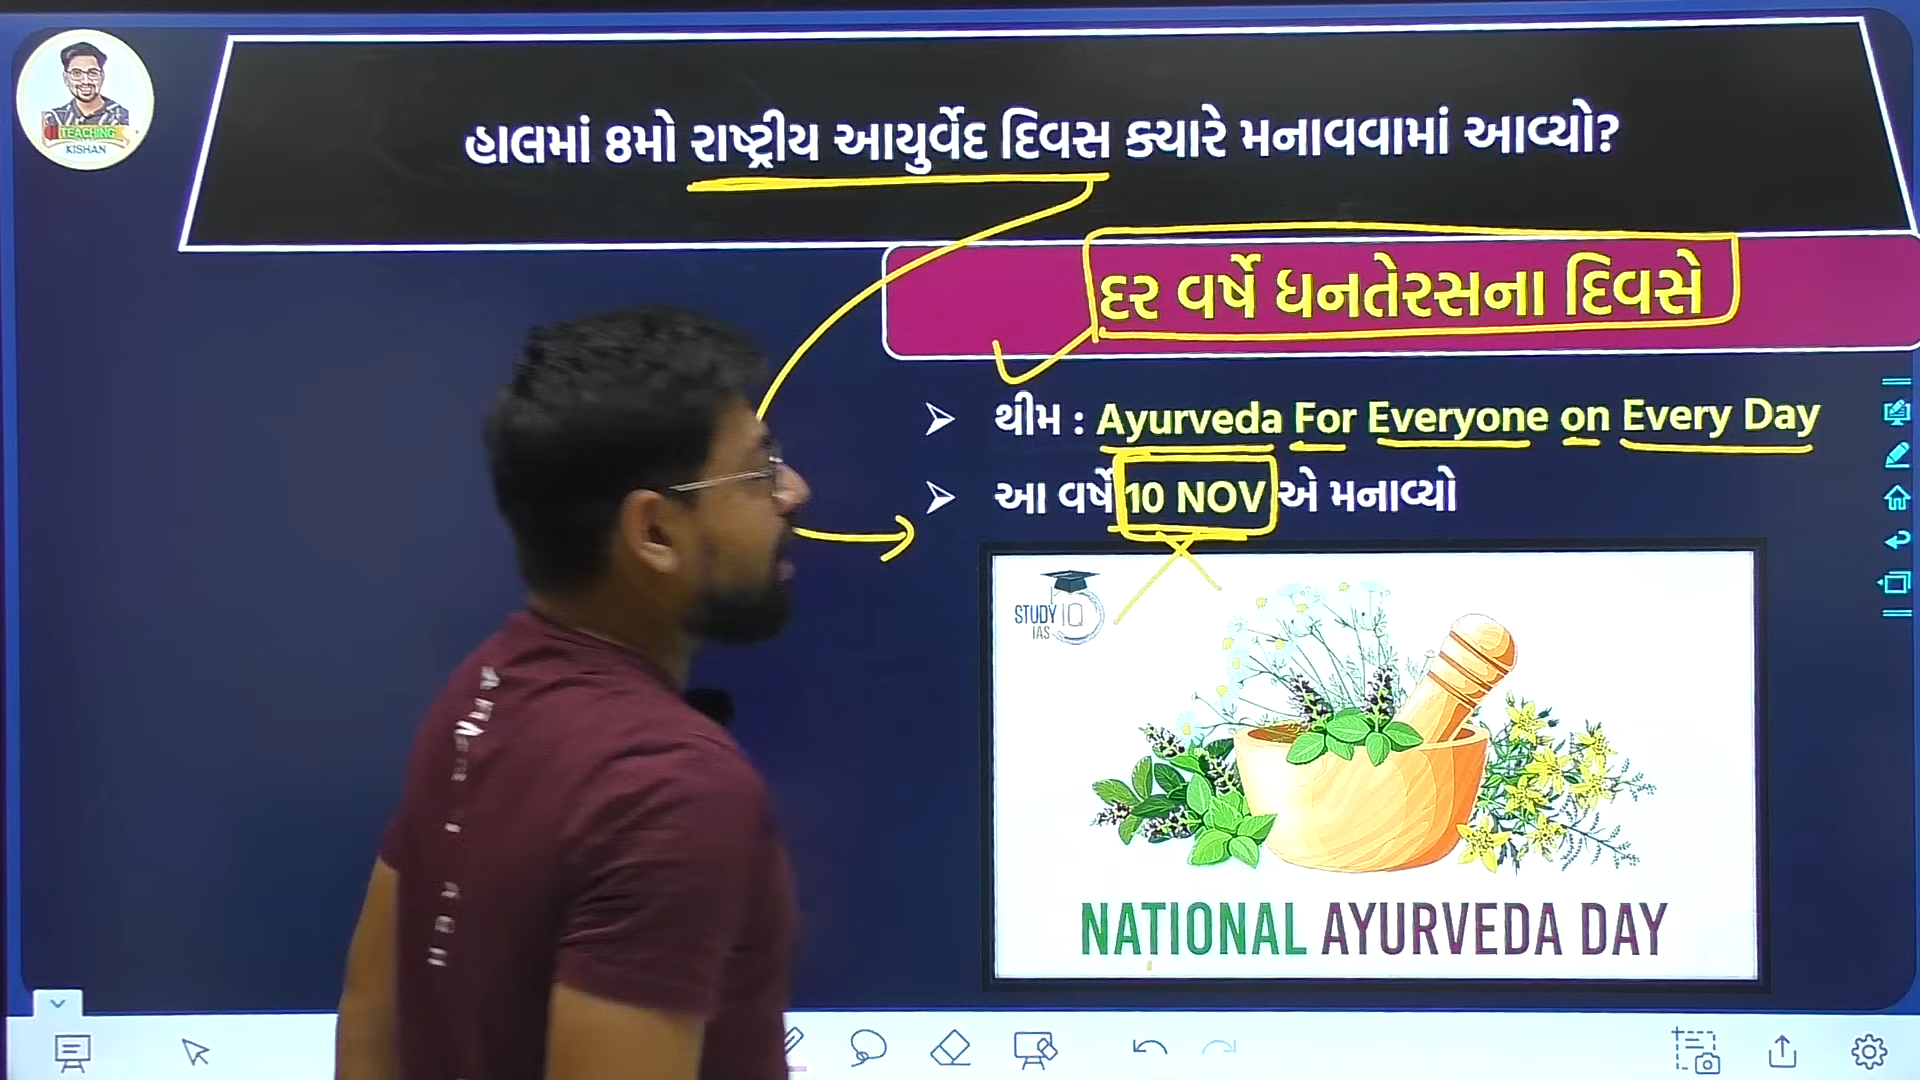 TEACHING
KISHAN
હાલમાં 8મો રાષ્ટ્રીય આયુર્વેદ દિવસ ક્યારે મનાવવામાં આવ્યો?
દર વર્ષે ધનતેરસના દિવસે
થીમ : Ayurveda For Everyone on Every Day
આ વર્ષે 10 NOV એ મનાવ્યો
STUDY IQ
IAS
NATIONAL AYURVEDA DAY